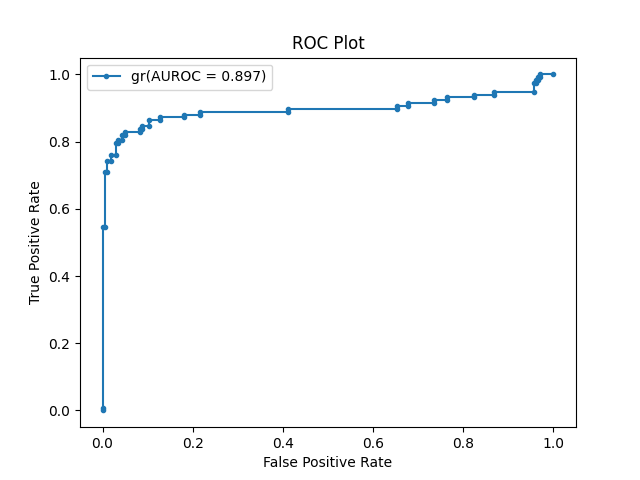 ROC Plot
gr(AUROC = 0.897)
True Positive Rate
1.0
0.8
0.6
0.4
0.2
0.0
0.0 0.2 0.4 0.6 0.8 1.0
False Positive Rate